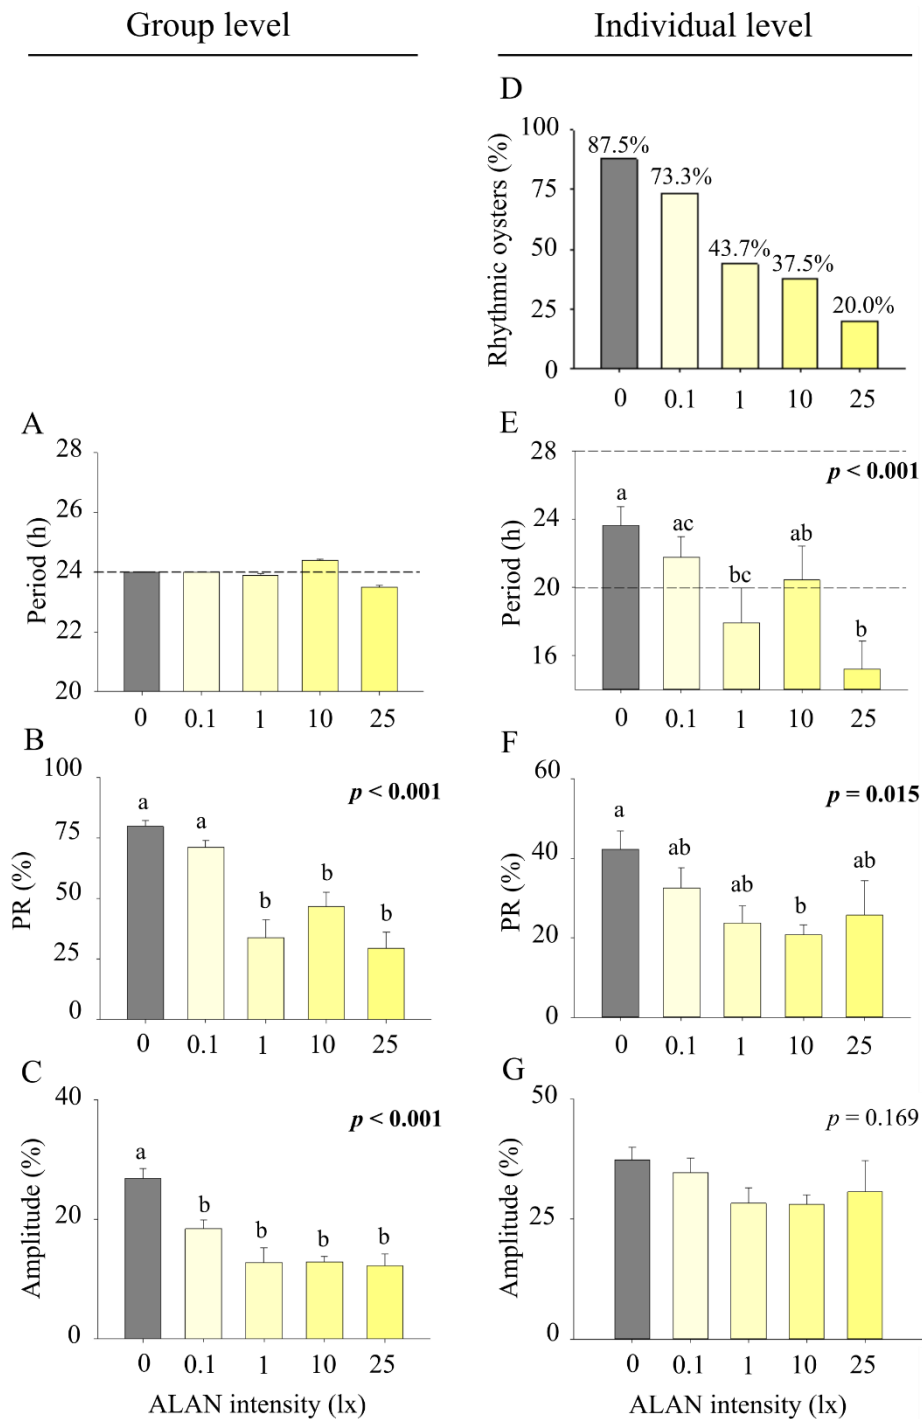 Group level
Individual level
D
Rhythmic oysters (%)
100
75
50
25
0
87.5%
73.3%
43.7%
37.5%
20.0%
0 0.1 1 10 25
A
Period (h)
28
26
24
22
20
0 0.1 1 10 25
E
Period (h)
28
24
20
16
p < 0.001
a ac bc ab b
0 0.1 1 10 25
B
PR (%)
100
75
50
25
0
p < 0.001
a a b b b
0 0.1 1 10 25
F
PR (%)
60
40
20
0
p = 0.015
a ab ab b ab
0 0.1 1 10 25
C
Amplitude (%)
40
20
0
p < 0.001
a b b b b
0 0.1 1 10 25
ALAN intensity (lx)
G
Amplitude (%)
50
25
0
p = 0.169
0 0.1 1 10 25
ALAN intensity (lx)